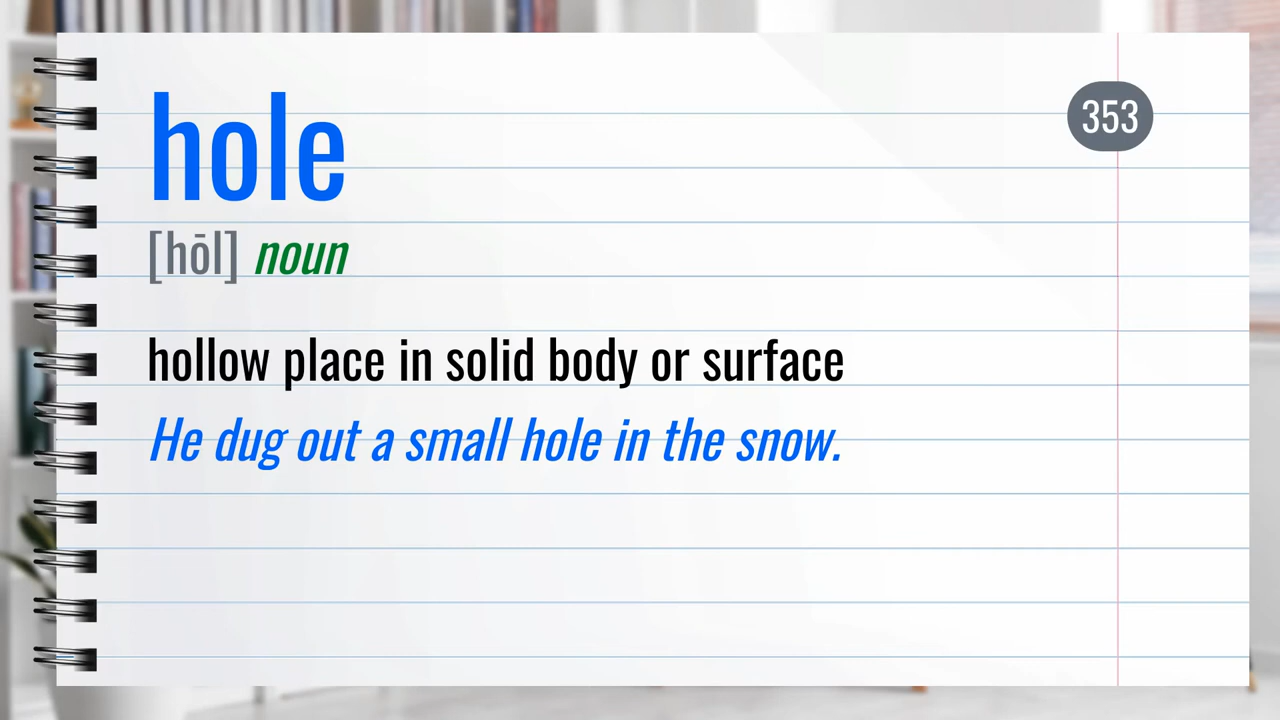 hole
353
[hōl] noun
hollow place in solid body or surface
He dug out a small hole in the snow.